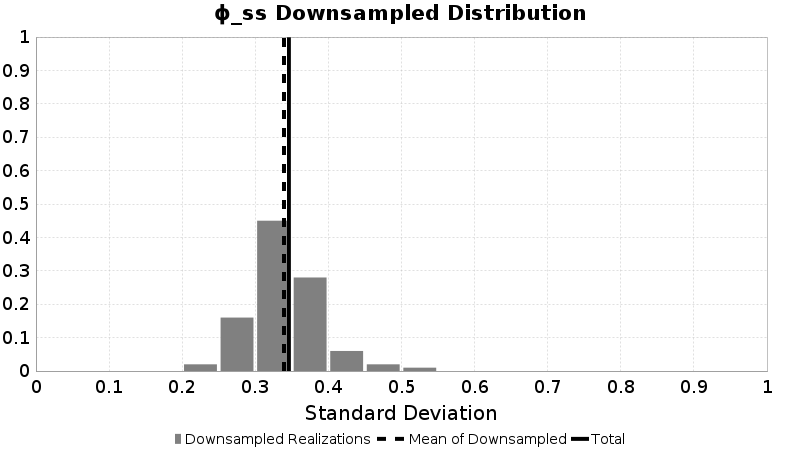 ϕ_ss Downsampled Distribution
1
0.9
0.8
0.7
0.6
0.5
0.4
0.3
0.2
0.1
0
0 0.1 0.2 0.3 0.4 0.5 0.6 0.7 0.8 0.9 1
Standard Deviation
Downsampled Realizations Mean of Downsampled Total